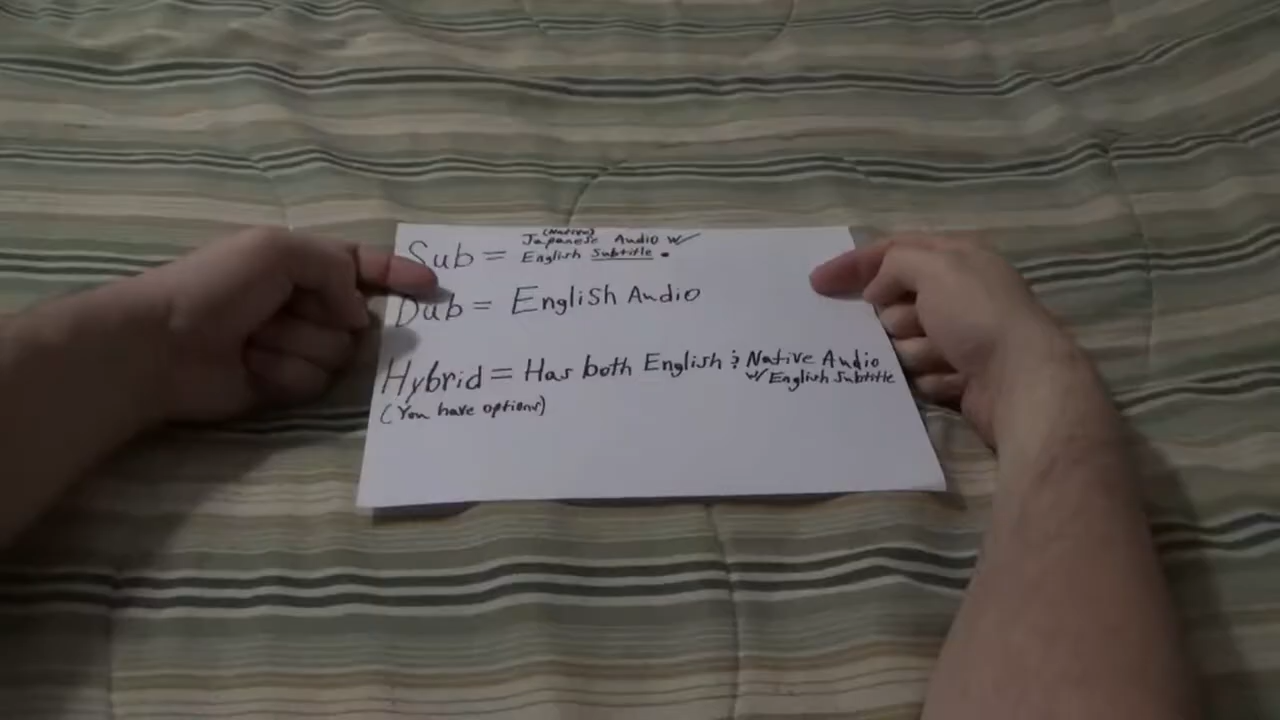 (Native)
Sub = Japanese Audio w/
English Subtitle.
Dub = English Audio
Hybrid = Has both English & Native Audio
w/ English Subtitle
(You have options)